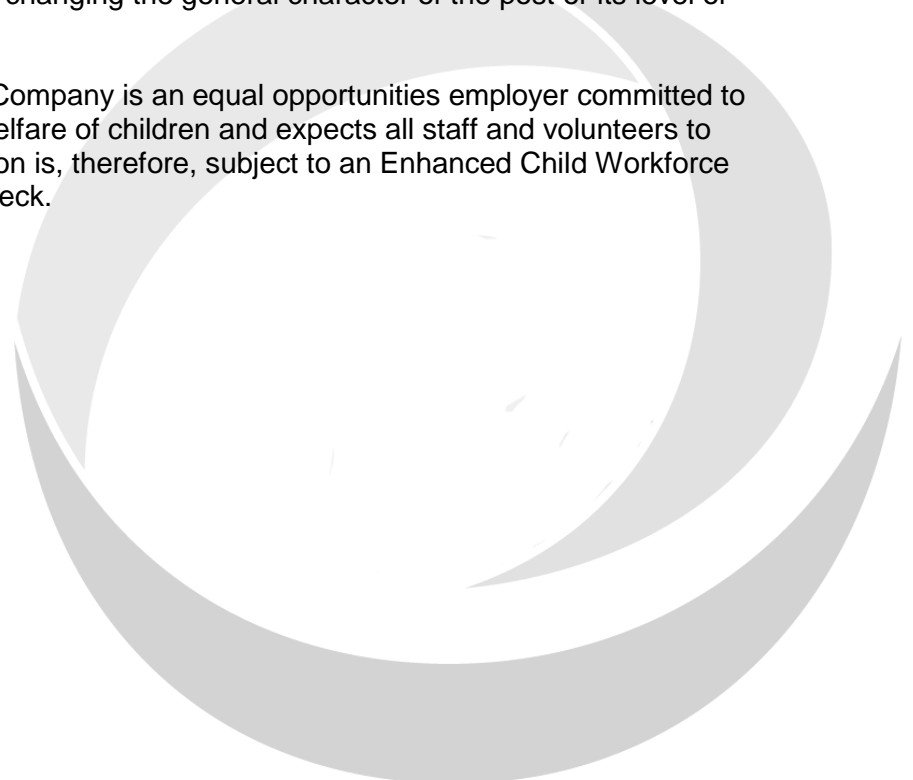 changing the general character of the post or its level of
Company is an equal opportunities employer committed to
elfare of children and expects all staff and volunteers to
on is, therefore, subject to an Enhanced Child Workforce
eck.